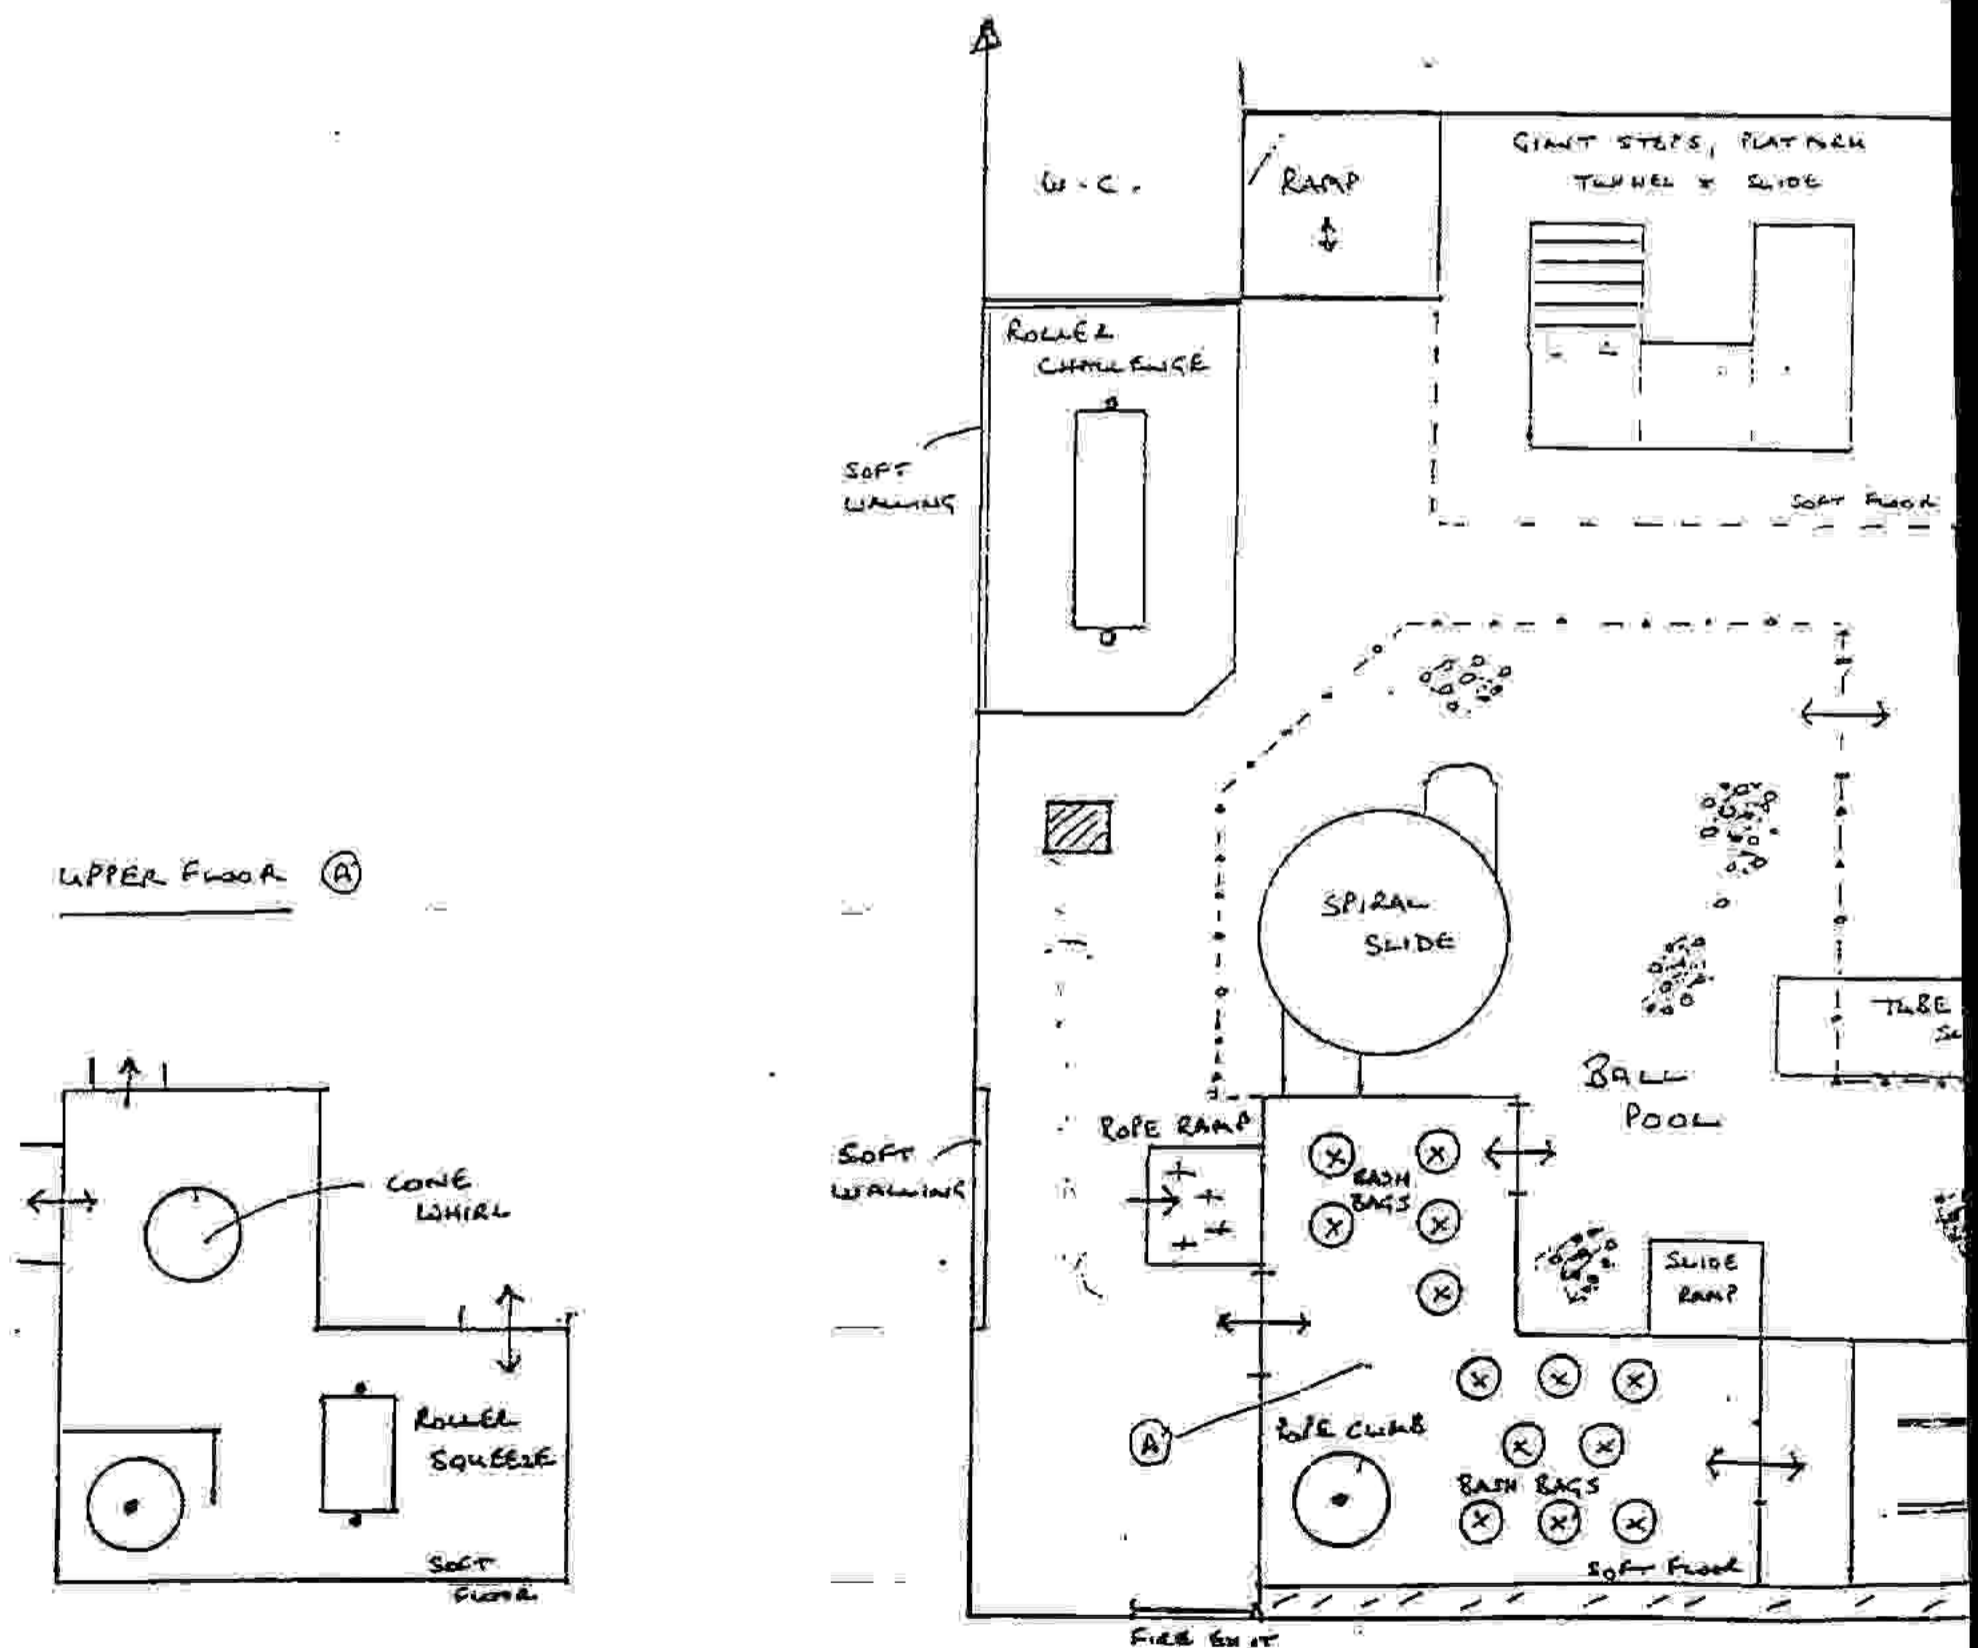 W.C.
RAMP
GIANT STEPS, PLATFORM
TUNNEL & SLIDE
ROLLER
CHALLENGE
SOFT
WALLING
SOFT FLOOR
UPPER FLOOR (A)
SPIRAL
SLIDE
TUBE
BALL
POOL
ROPE RAMP
SOFT
WALLING
BASH
BAGS
CONE
WHIRL
SLIDE
RAMP
ROLLER
SQUEEZE
A
ROPE CLIMB
BASH BAGS
SOFT FLOOR
SOFT
FLOOR
FIRE EXIT